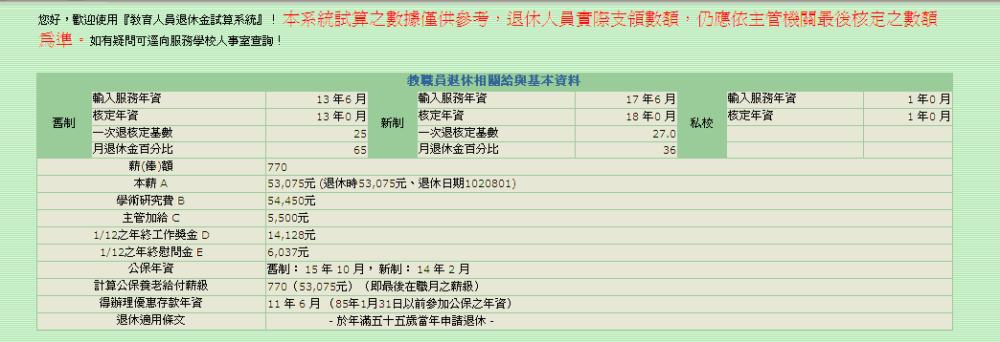 您好，歡迎使用『教育人員退休金試算系統』！ 本系統試算之數據僅供參考，退休人員實際支領數額，仍應依主管機關最後核定之數額
為準。如有疑問可逕向服務學校人事室查詢！
教職員退休相關給與基本資料
舊制 輸入服務年資 13 年6 月 新制 輸入服務年資 17 年6 月 私校 輸入服務年資 1 年0 月
核定年資 13 年0 月 核定年資 18 年0 月 核定年資 1 年0 月
一次退核定基數 25 一次退核定基數 27.0
月退休金百分比 65 月退休金百分比 36
薪(俸)額 770
本薪 A 53,075元 (退休時53,075元、退休日期1020801)
學術研究費 B 54,450元
主管加給 C 5,500元
1/12之年終工作獎金 D 14,128元
1/12之年終慰問金 E 6,037元
公保年資 舊制： 15 年 10 月， 新制： 14 年 2 月
計算公保養老給付薪級 770（53,075元）（即最後在職月之薪級）
得辦理優惠存款年資 11 年 6 月 （85年1月31日以前參加公保之年資）
退休適用條文 - 於年滿五十五歲當年申請退休 -